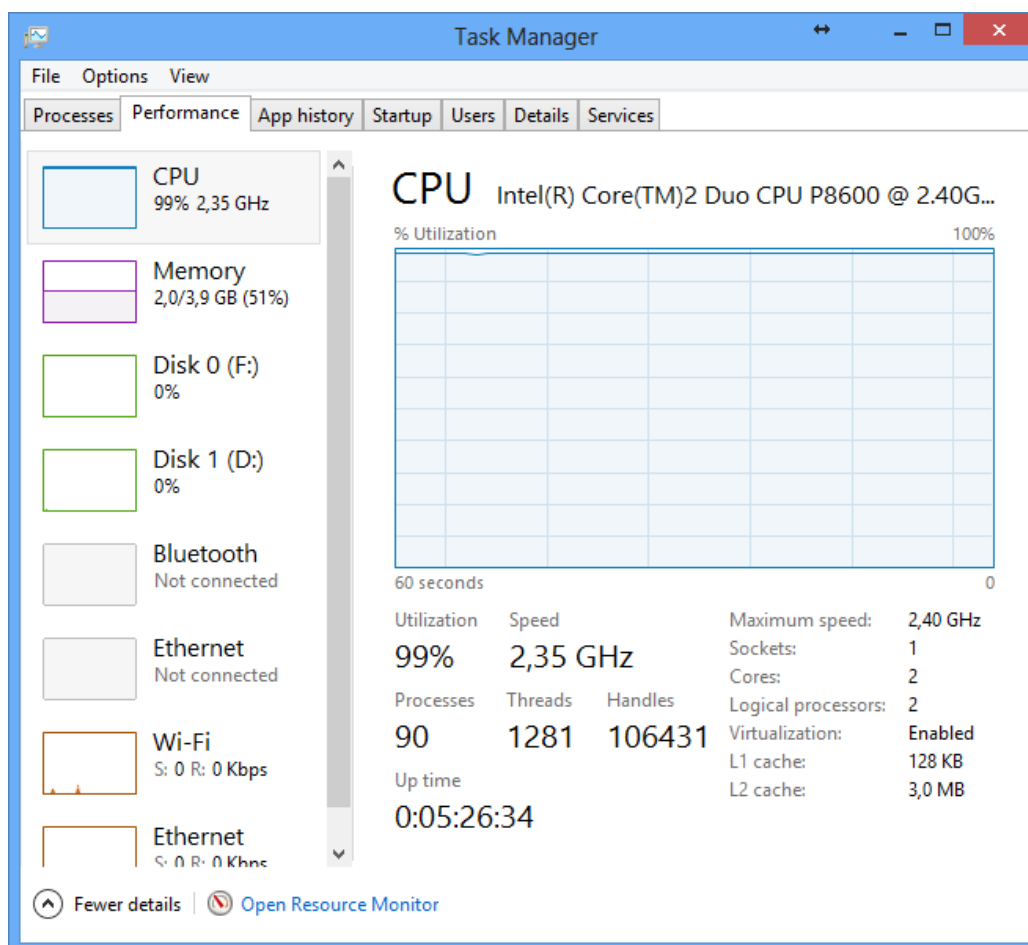 Task Manager
File Options View
Processes Performance App history Startup Users Details Services
CPU
99% 2,35 GHz
Memory
2,0/3,9 GB (51%)
Disk 0 (F:)
0%
Disk 1 (D:)
0%
Bluetooth
Not connected
Ethernet
Not connected
Wi-Fi
S: 0 R: 0 Kbps
Ethernet
S: 0 R: 0 Kbps
CPU Intel(R) Core(TM)2 Duo CPU P8600 @ 2.40G...
% Utilization 100%
60 seconds 0
Utilization Speed
99% 2,35 GHz
Processes Threads Handles
90 1281 106431
Up time
0:05:26:34
Maximum speed: 2,40 GHz
Sockets: 1
Cores: 2
Logical processors: 2
Virtualization: Enabled
L1 cache: 128 KB
L2 cache: 3,0 MB
Fewer details Open Resource Monitor